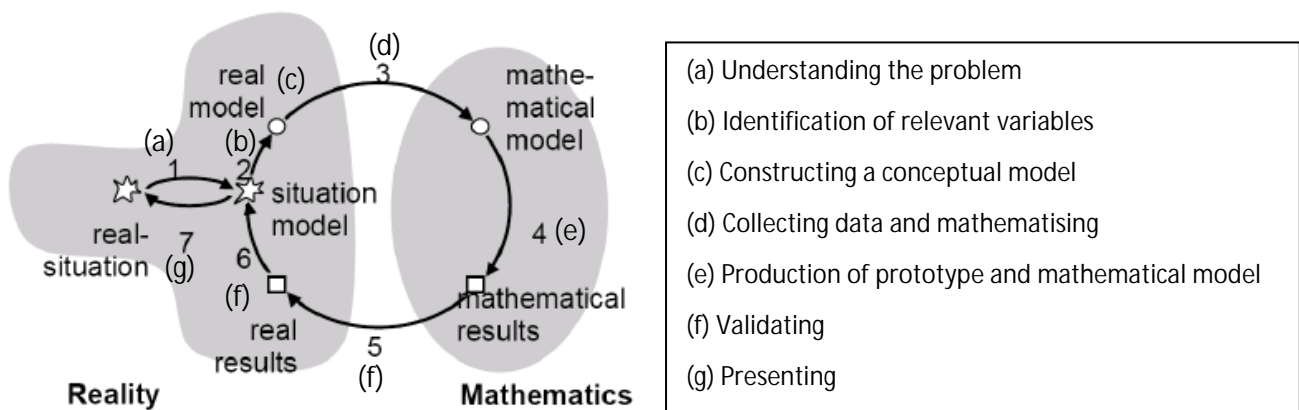 (d)
3
real
model
(c)
mathe-
matical
model
(a)
1
(b)
2
situation
model
real-
situation
7
(g)
6
(f)
4 (e)
real
results
mathematical
results
5
(f)
Reality
Mathematics
(a) Understanding the problem
(b) Identification of relevant variables
(c) Constructing a conceptual model
(d) Collecting data and mathematising
(e) Production of prototype and mathematical model
(f) Validating
(g) Presenting